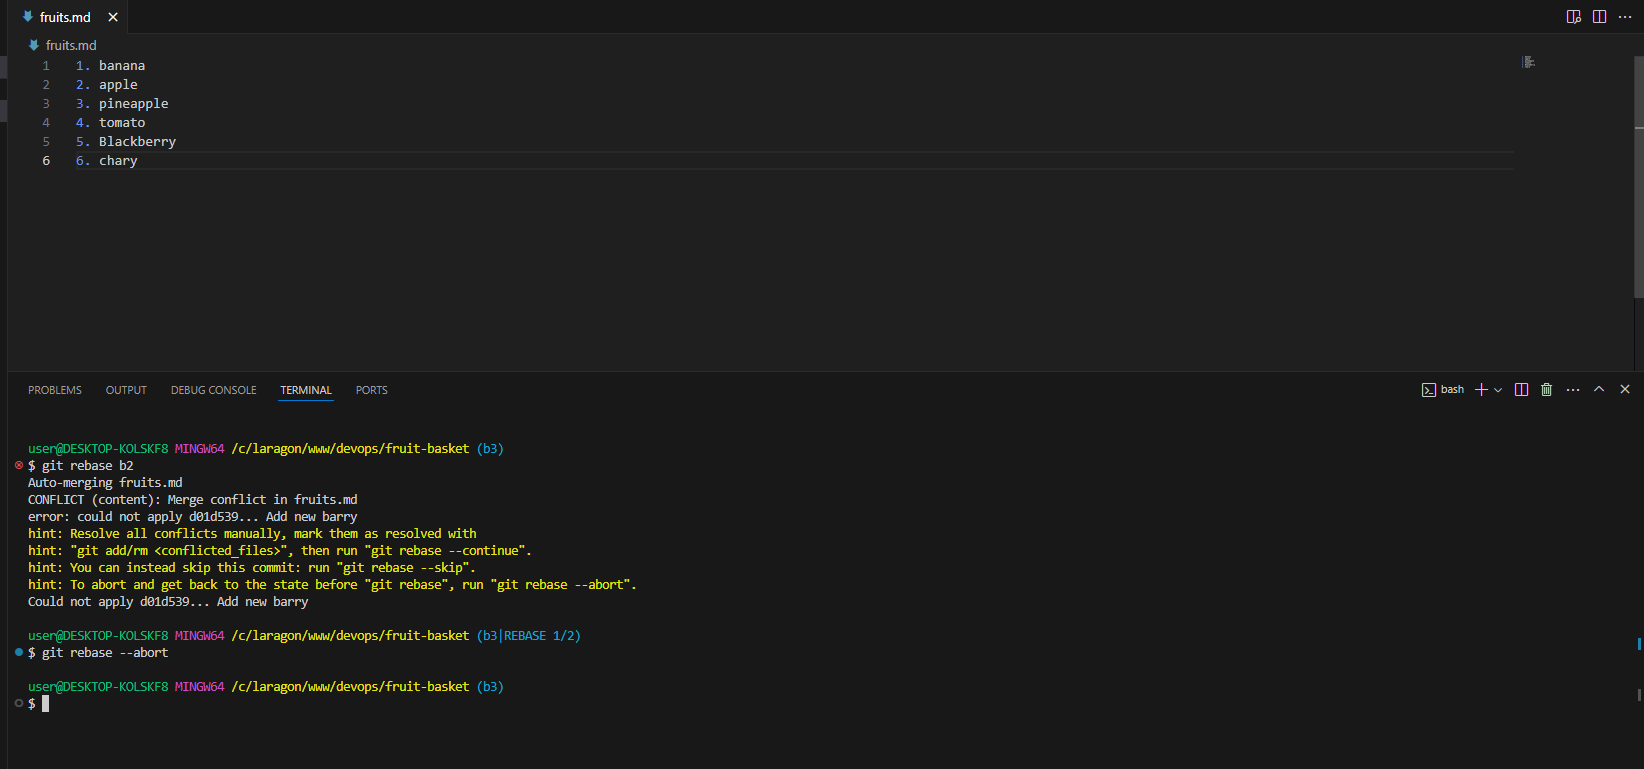 fruits.md
fruits.md
1 1. banana
2 2. apple
3 3. pineapple
4 4. tomato
5 5. Blackberry
6 6. chary
PROBLEMS OUTPUT DEBUG CONSOLE TERMINAL PORTS bash
user@DESKTOP-KOLSKF8 MINGW64 /c/laragon/www/devops/fruit-basket (b3)
$ git rebase b2
Auto-merging fruits.md
CONFLICT (content): Merge conflict in fruits.md
error: could not apply d01d539... Add new barry
hint: Resolve all conflicts manually, mark them as resolved with
hint: "git add/rm <conflicted_files>", then run "git rebase --continue".
hint: You can instead skip this commit: run "git rebase --skip".
hint: To abort and get back to the state before "git rebase", run "git rebase --abort".
Could not apply d01d539... Add new barry
user@DESKTOP-KOLSKF8 MINGW64 /c/laragon/www/devops/fruit-basket (b3|REBASE 1/2)
$ git rebase --abort
user@DESKTOP-KOLSKF8 MINGW64 /c/laragon/www/devops/fruit-basket (b3)
$